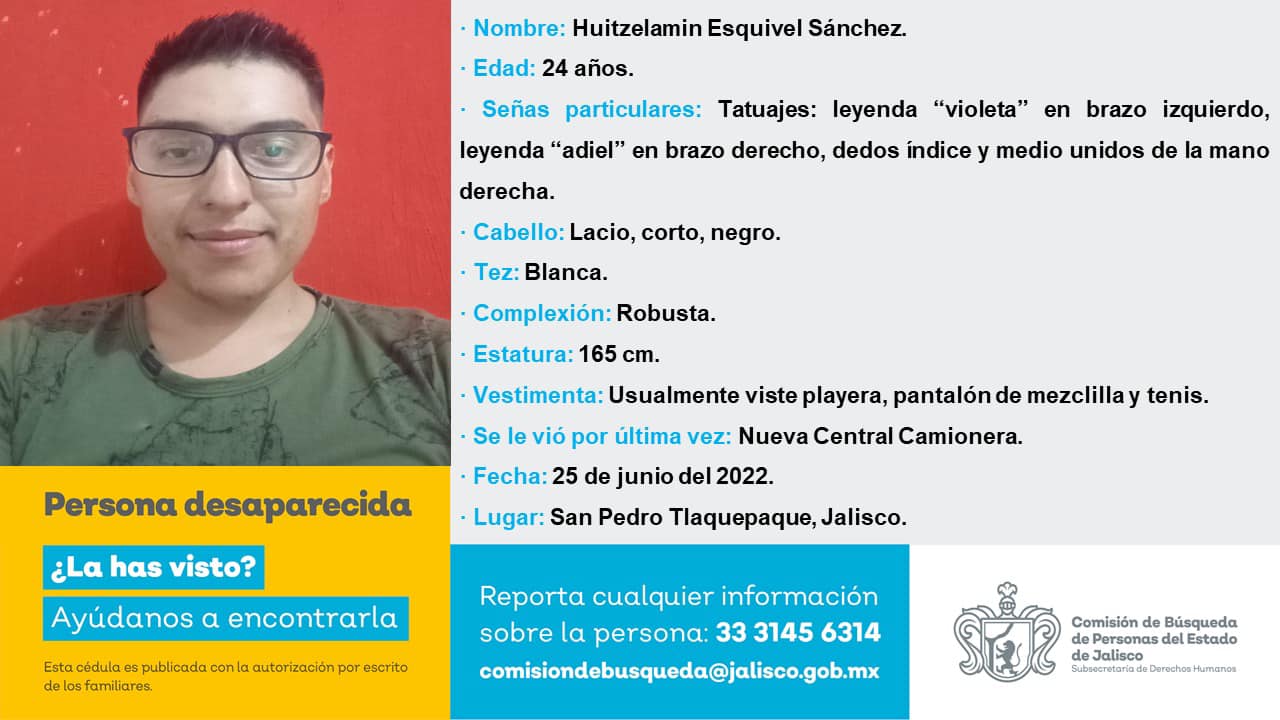 · Nombre: Huitzelamin Esquivel Sánchez.
· Edad: 24 años.
· Señas particulares: Tatuajes: leyenda “violeta” en brazo izquierdo,
leyenda “adiel” en brazo derecho, dedos índice y medio unidos de la mano
derecha.
· Cabello: Lacio, corto, negro.
· Tez: Blanca.
· Complexión: Robusta.
· Estatura: 165 cm.
· Vestimenta: Usualmente viste playera, pantalón de mezclilla y tenis.
· Se le vió por última vez: Nueva Central Camionera.
· Fecha: 25 de junio del 2022.
· Lugar: San Pedro Tlaquepaque, Jalisco.
Persona desaparecida
¿La has visto?
Ayúdanos a encontrarla
Esta cédula es publicada con la autorización por escrito
de los familiares.
Reporta cualquier información
sobre la persona: 33 3145 6314
comisiondebusqueda@jalisco.gob.mx
Comisión de Búsqueda
de Personas del Estado
de Jalisco
Subsecretaría de Derechos Humanos